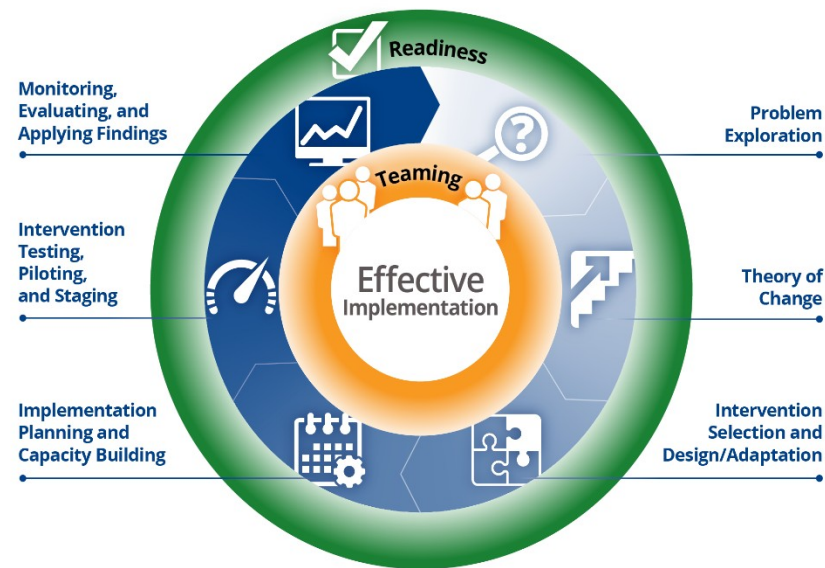 Readiness
Monitoring,
Evaluating, and
Applying Findings
Problem
Exploration
?
Teaming
Intervention
Testing,
Piloting,
and Staging
Effective
Implementation
Theory of
Change
Implementation
Planning and
Capacity Building
Intervention
Selection and
Design/Adaptation